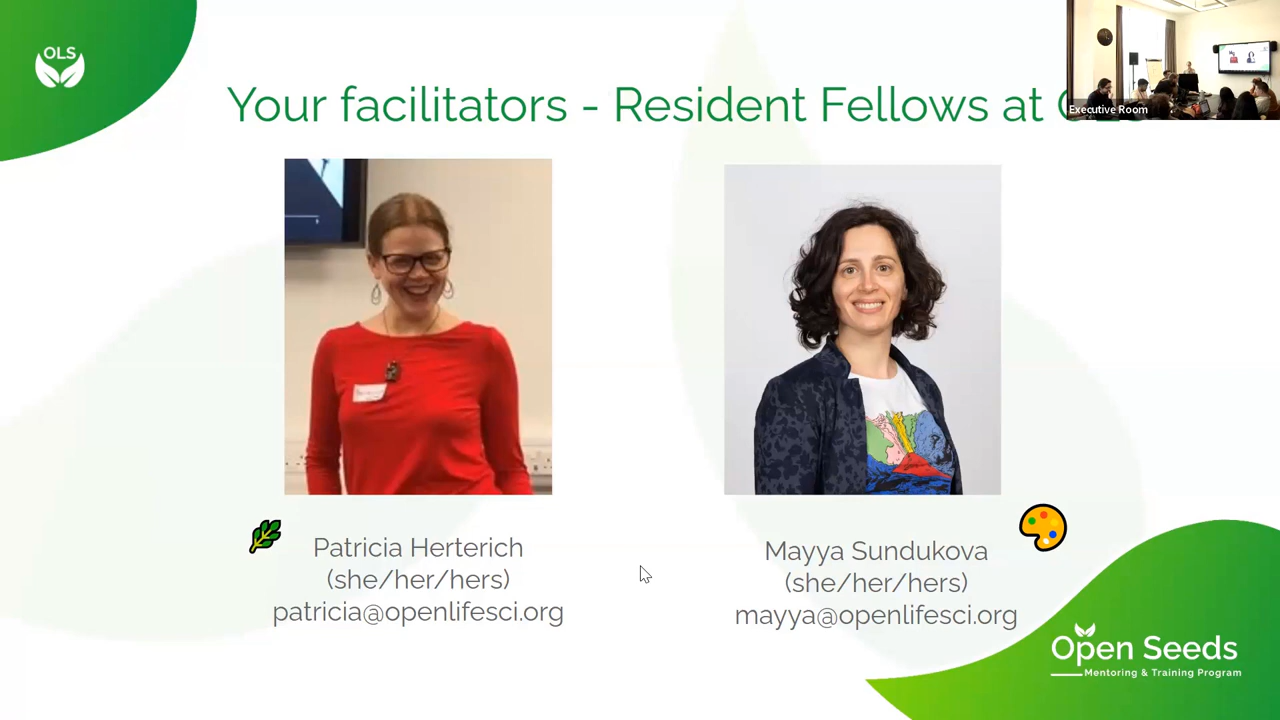 OLS
Your facilitators - Resident Fellows at
Executive Room
Patricia Herterich
(she/her/hers)
patricia@openlifesci.org
Mayya Sundukova
(she/her/hers)
mayya@openlifesci.org
Open Seeds
Mentoring & Training Program